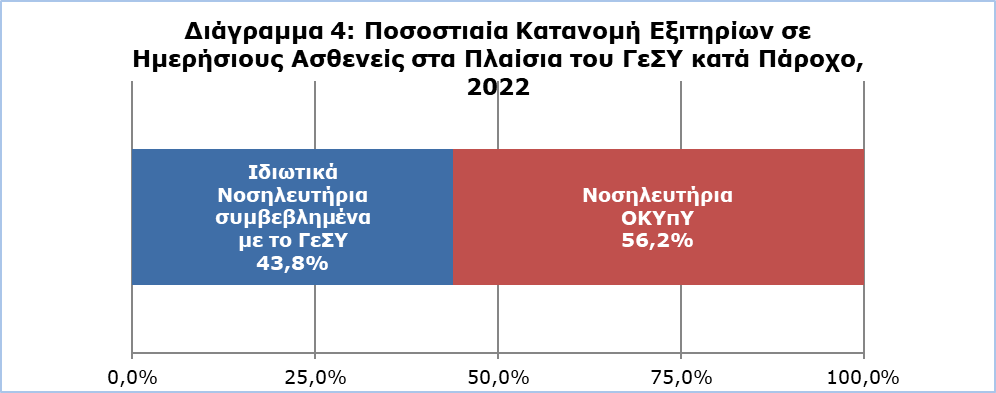 Διάγραμμα 4: Ποσοστιαία Κατανομή Εξιτηρίων σε
Ημερήσιους Ασθενείς στα Πλαίσια του ΓεΣΥ κατά Πάροχο,
2022
Ιδιωτικά
Νοσηλευτήρια
συμβεβλημένα
με το ΓεΣΥ
43,8%
Νοσηλευτήρια
ΟΚΥπΥ
56,2%
0,0%
25,0%
50,0%
75,0%
100,0%